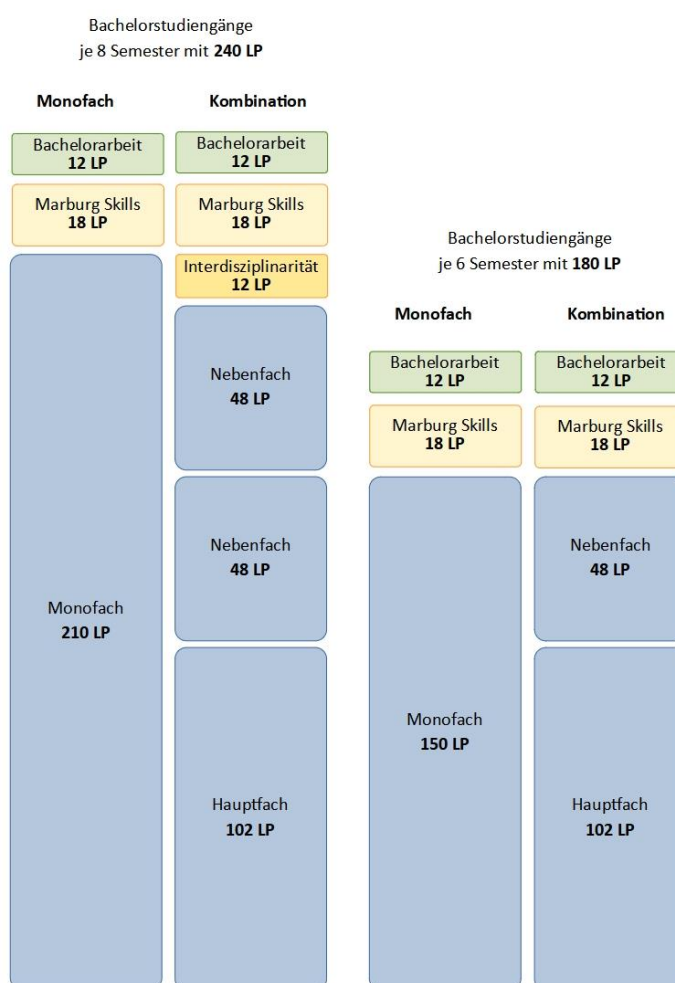 Bachelorstudiengänge
je 8 Semester mit 240 LP
Monofach
Kombination
Bachelorarbeit
12 LP
Marburg Skills
18 LP
Monofach
210 LP
Bachelorarbeit
12 LP
Marburg Skills
18 LP
Interdisziplinarität
12 LP
Nebenfach
48 LP
Nebenfach
48 LP
Hauptfach
102 LP
Bachelorstudiengänge
je 6 Semester mit 180 LP
Monofach
Kombination
Bachelorarbeit
12 LP
Marburg Skills
18 LP
Monofach
150 LP
Bachelorarbeit
12 LP
Marburg Skills
18 LP
Nebenfach
48 LP
Hauptfach
102 LP